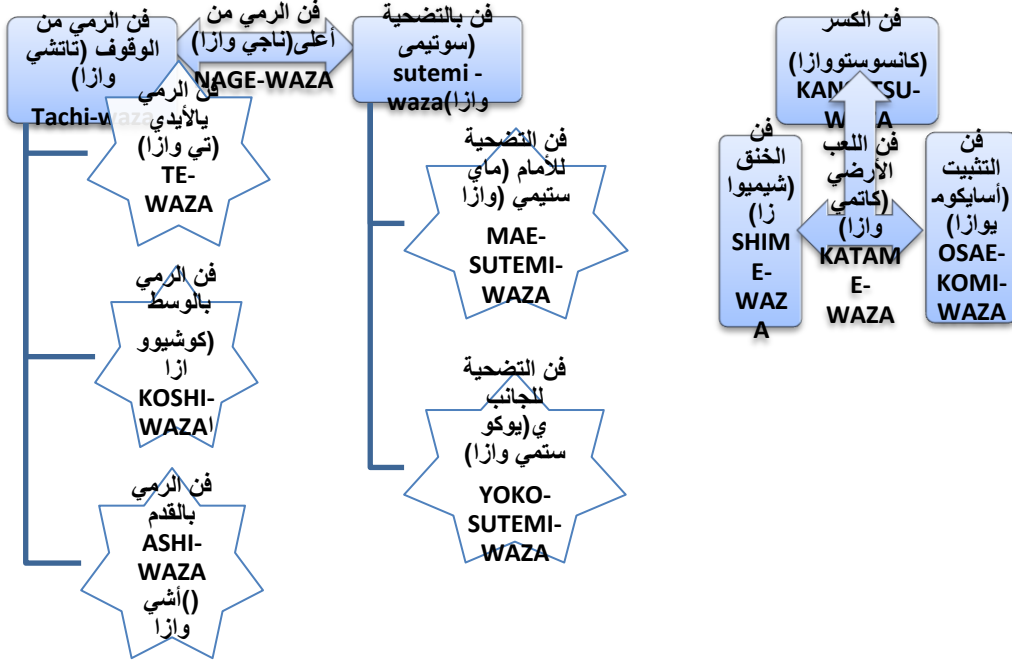 فن الرمي من
الوقوف (تاتشي
وازا)
Tachi-waza
فن الرمي من
أعلى(ناجي وازا)
NAGE-WAZA
فن بالتضحية
(سوتيمى
sutemi -
وازا)waza
فن الرمي
يالأيدي
(تي وازا)
TE-
WAZA
فن الرمي
بالوسط
(كوشيوو
ازا
KOSHI-
WAZAا
فن الرمي
بالقدم
ASHI-
WAZA
()أشي
وازا
فن التضحية
للأمام (ماي
ستيمي (وازا
MAE-
SUTEMI-
WAZA
فن التضحية
للجانب
ي(يوكو
ستمي وازا)
YOKO-
SUTEMI-
WAZA
فن الكسر
(كانسوستووازا)
فن
الخنق
(شيميوا
زا)
SHIM
E-
WAZ
A
فن اللعب
الأرضي
(كاتمي
وازا)
KATAM
E-
WAZA
فن
التثبيت
(أسايكومـ
يوازا)
OSAE-
KOMI-
WAZA